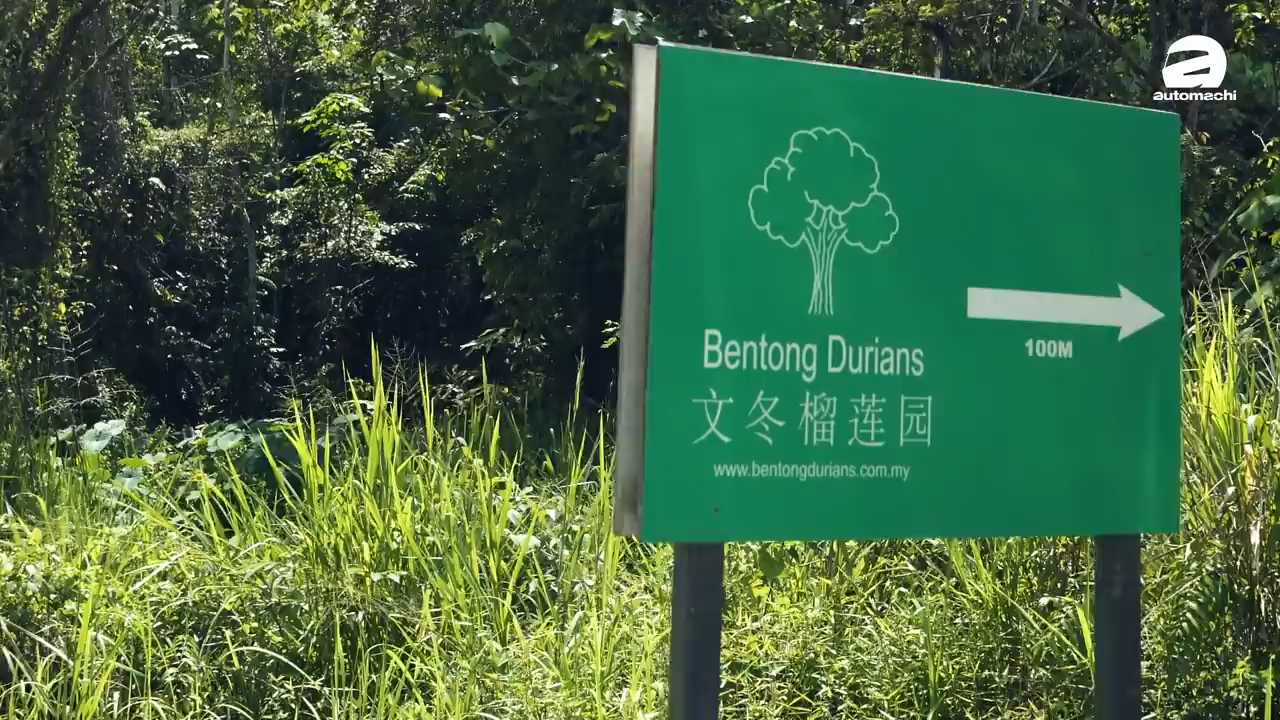 automachi
Bentong Durians
文冬榴莲园
www.bentongdurians.com.my
100M